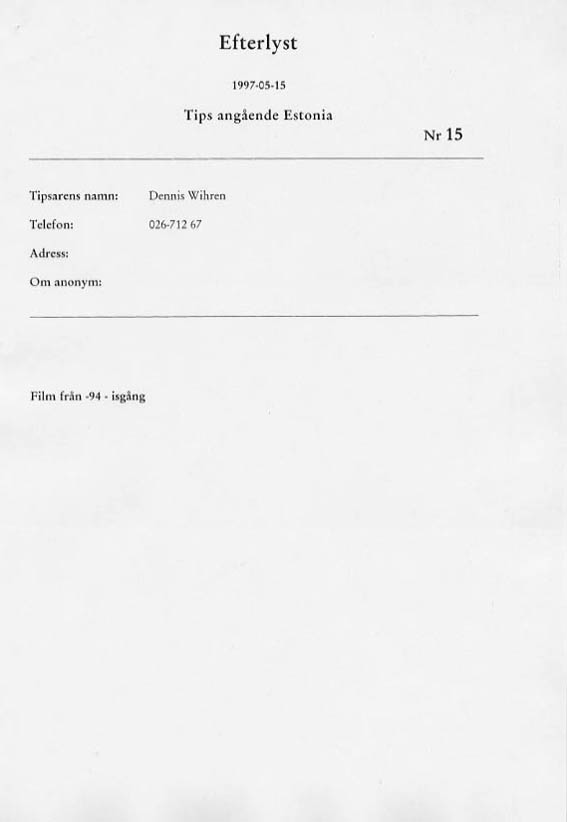 Efterlyst
1997-05-15
Tips angående Estonia
Nr 15
Tipsarens namn: Dennis Wihren
Telefon: 026-712 67
Adress:
Om anonym:
Film från -94 - isgång